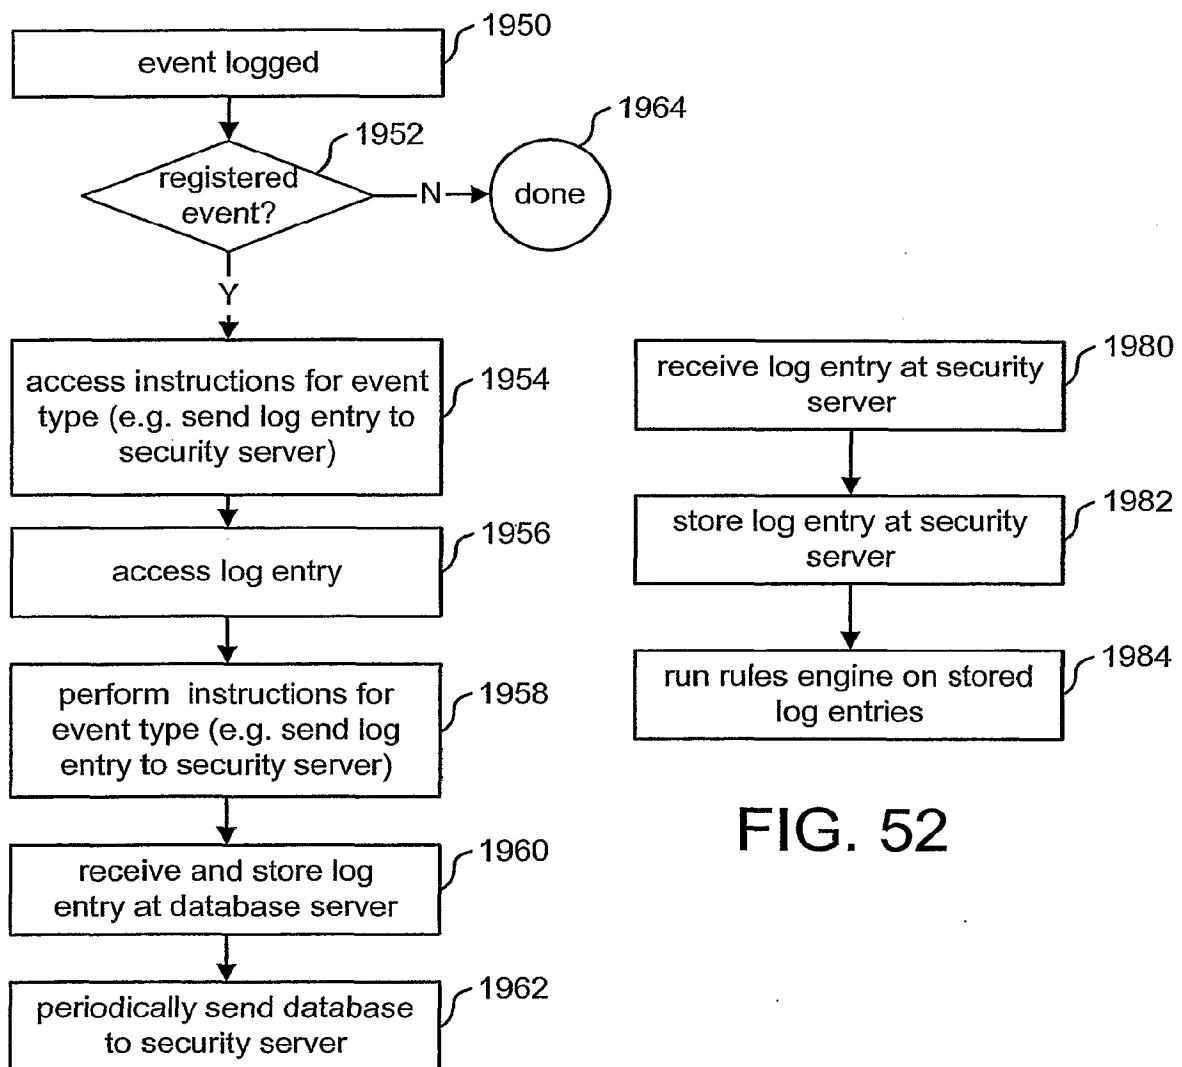 1950
event logged
1952
registered
event?
N
1964
done
Y
1954
access instructions for event
type (e.g. send log entry to
security server)
1956
access log entry
1958
perform instructions for
event type (e.g. send log
entry to security server)
1960
receive and store log
entry at database server
1962
periodically send database
to security server
1980
receive log entry at security
server
1982
store log entry at security
server
1984
run rules engine on stored
log entries
FIG. 52